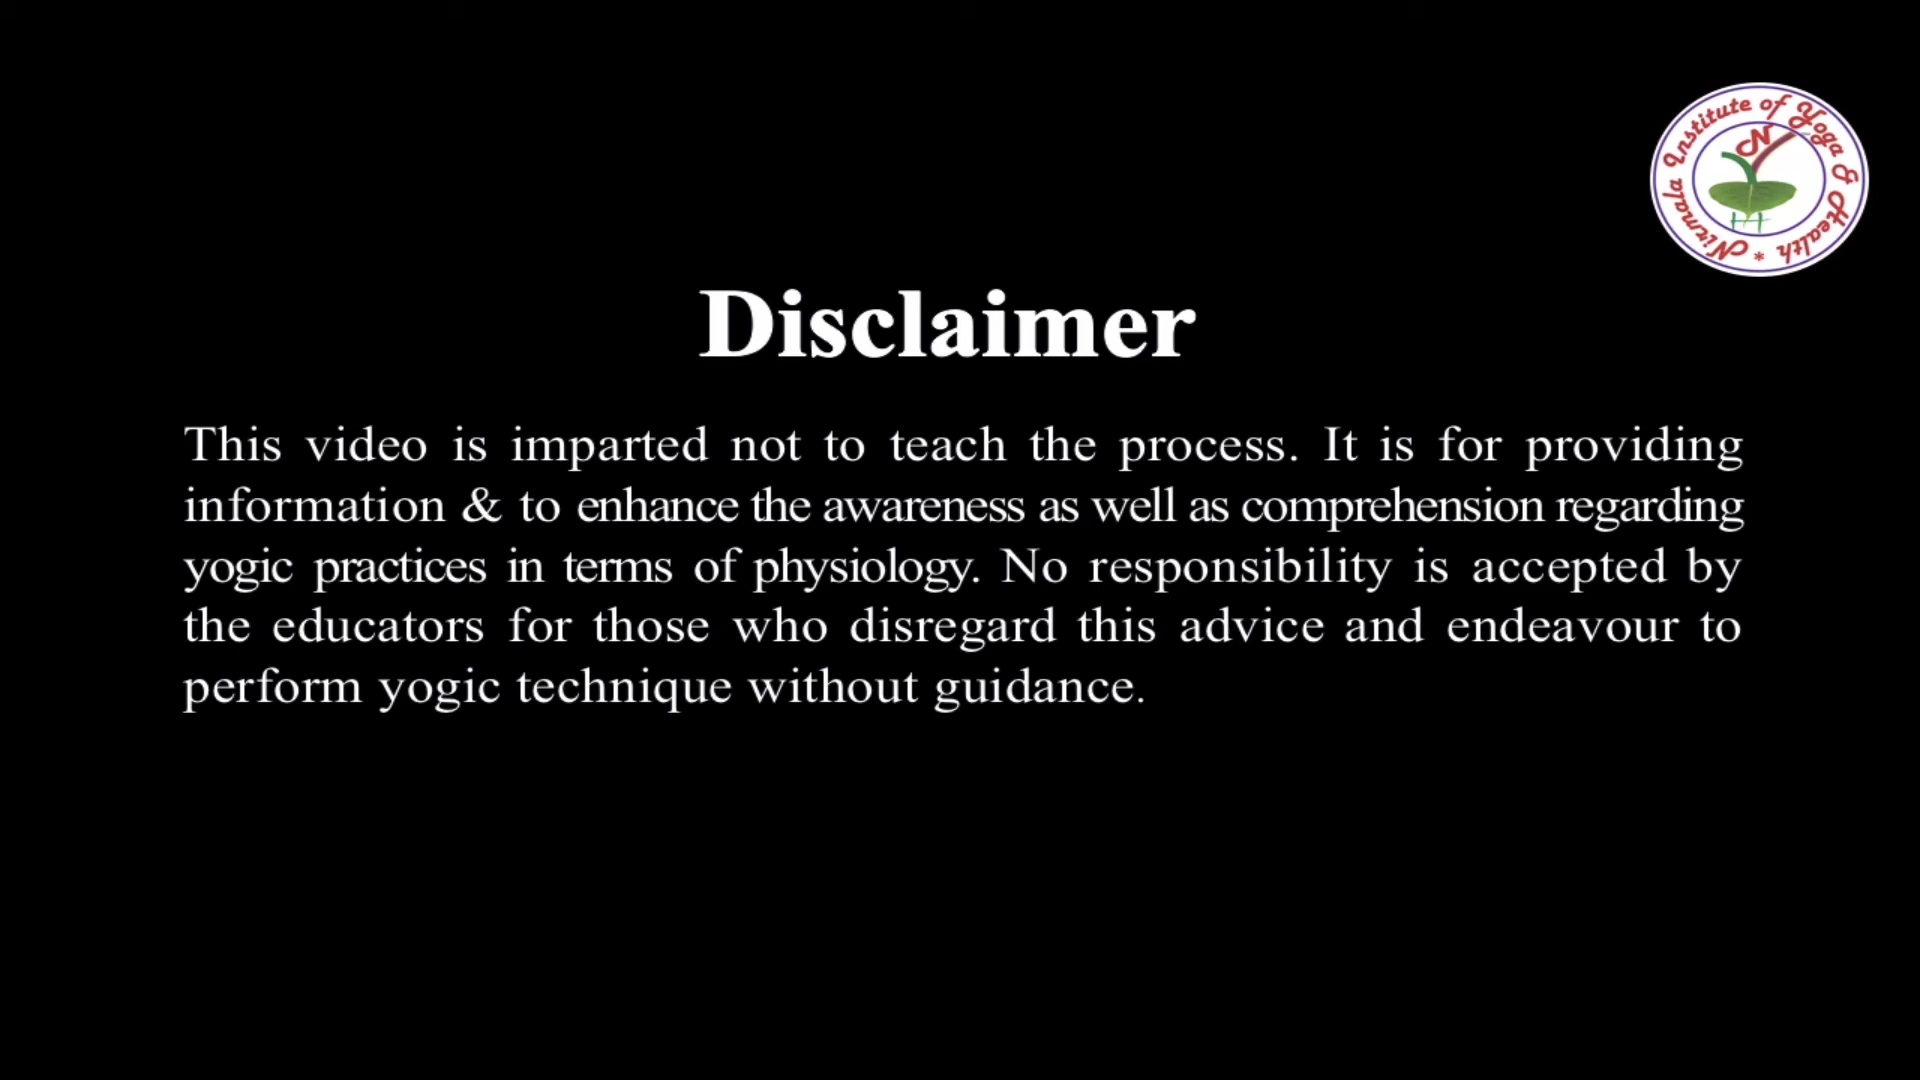 Nirmala Institute of Yoga & Health *
N
Disclaimer
This video is imparted not to teach the process. It is for providing
information & to enhance the awareness as well as comprehension regarding
yogic practices in terms of physiology. No responsibility is accepted by
the educators for those who disregard this advice and endeavour to
perform yogic technique without guidance.